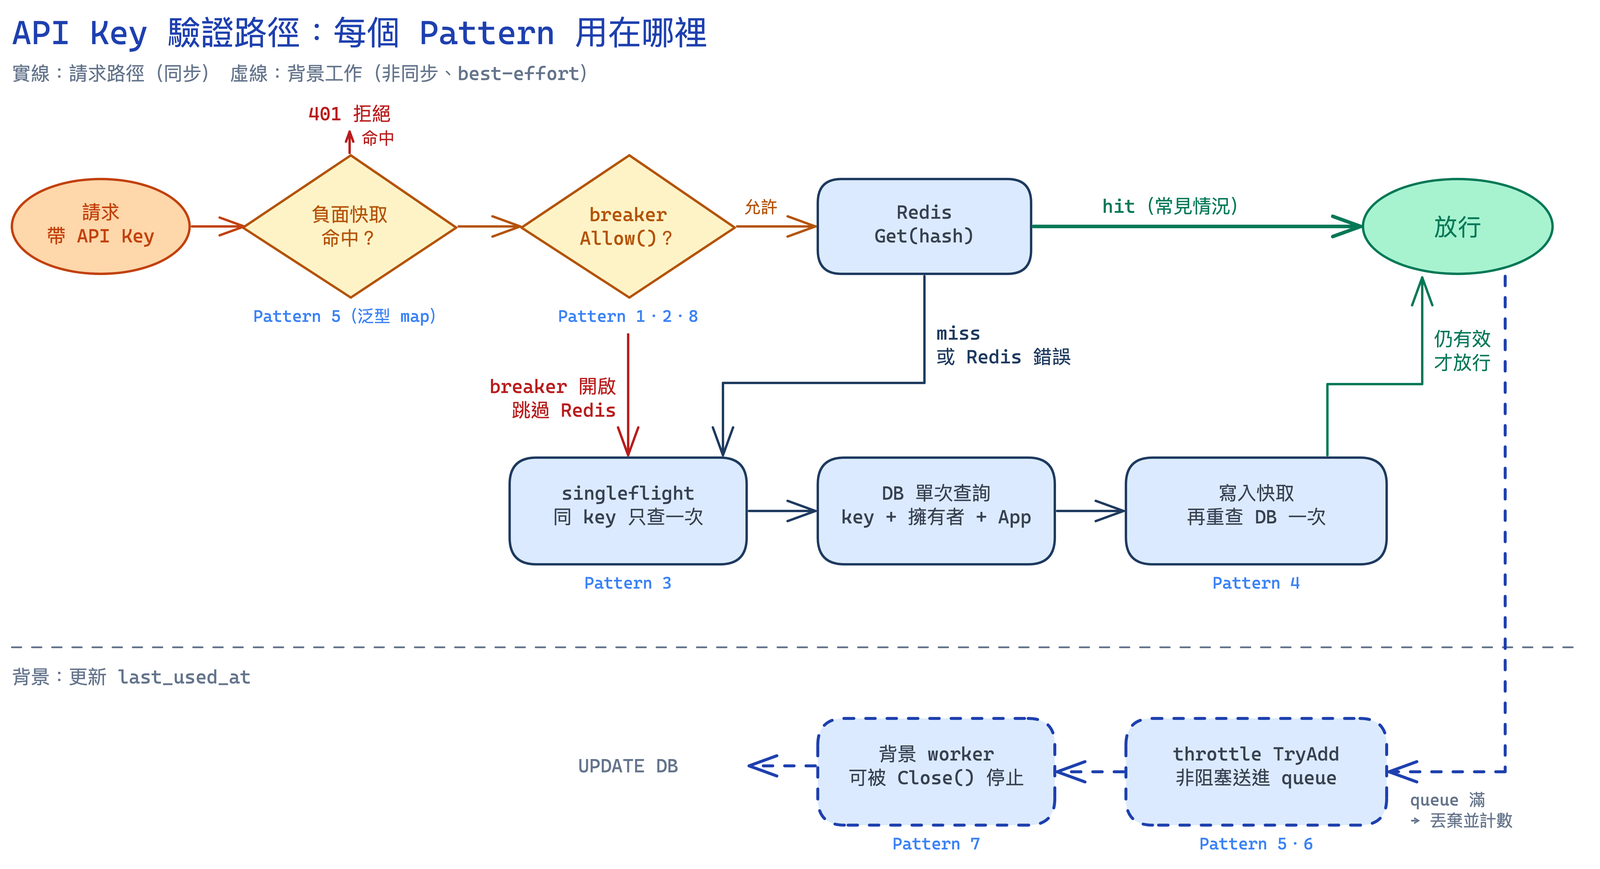 API Key 驗證路徑：每個 Pattern 用在哪裡
實線：請求路徑（同步）　虛線：背景工作（非同步、best-effort）
401 拒絕
命中
請求
帶 API Key
負面快取
命中？
Pattern 5（泛型 map）
breaker
Allow()？
Pattern 1·2·8
允許
Redis
Get(hash)
hit（常見情況）
放行
miss
或 Redis 錯誤
仍有效
才放行
breaker 開啟
跳過 Redis
singleflight
同 key 只查一次
Pattern 3
DB 單次查詢
key + 擁有者 + App
寫入快取
再重查 DB 一次
Pattern 4
背景：更新 last_used_at
UPDATE DB
背景 worker
可被 Close() 停止
Pattern 7
throttle TryAdd
非阻塞送進 queue
Pattern 5·6
queue 滿
→ 丟棄並計數